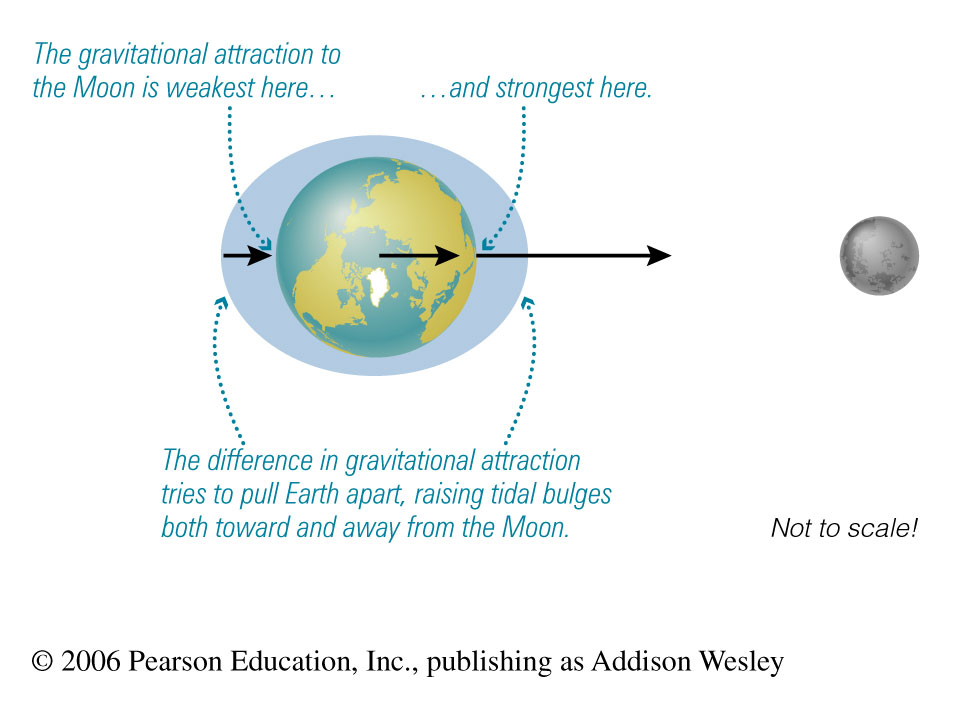 The gravitational attraction to
the Moon is weakest here…
…and strongest here.
The difference in gravitational attraction
tries to pull Earth apart, raising tidal bulges
both toward and away from the Moon.
Not to scale!
© 2006 Pearson Education, Inc., publishing as Addison Wesley